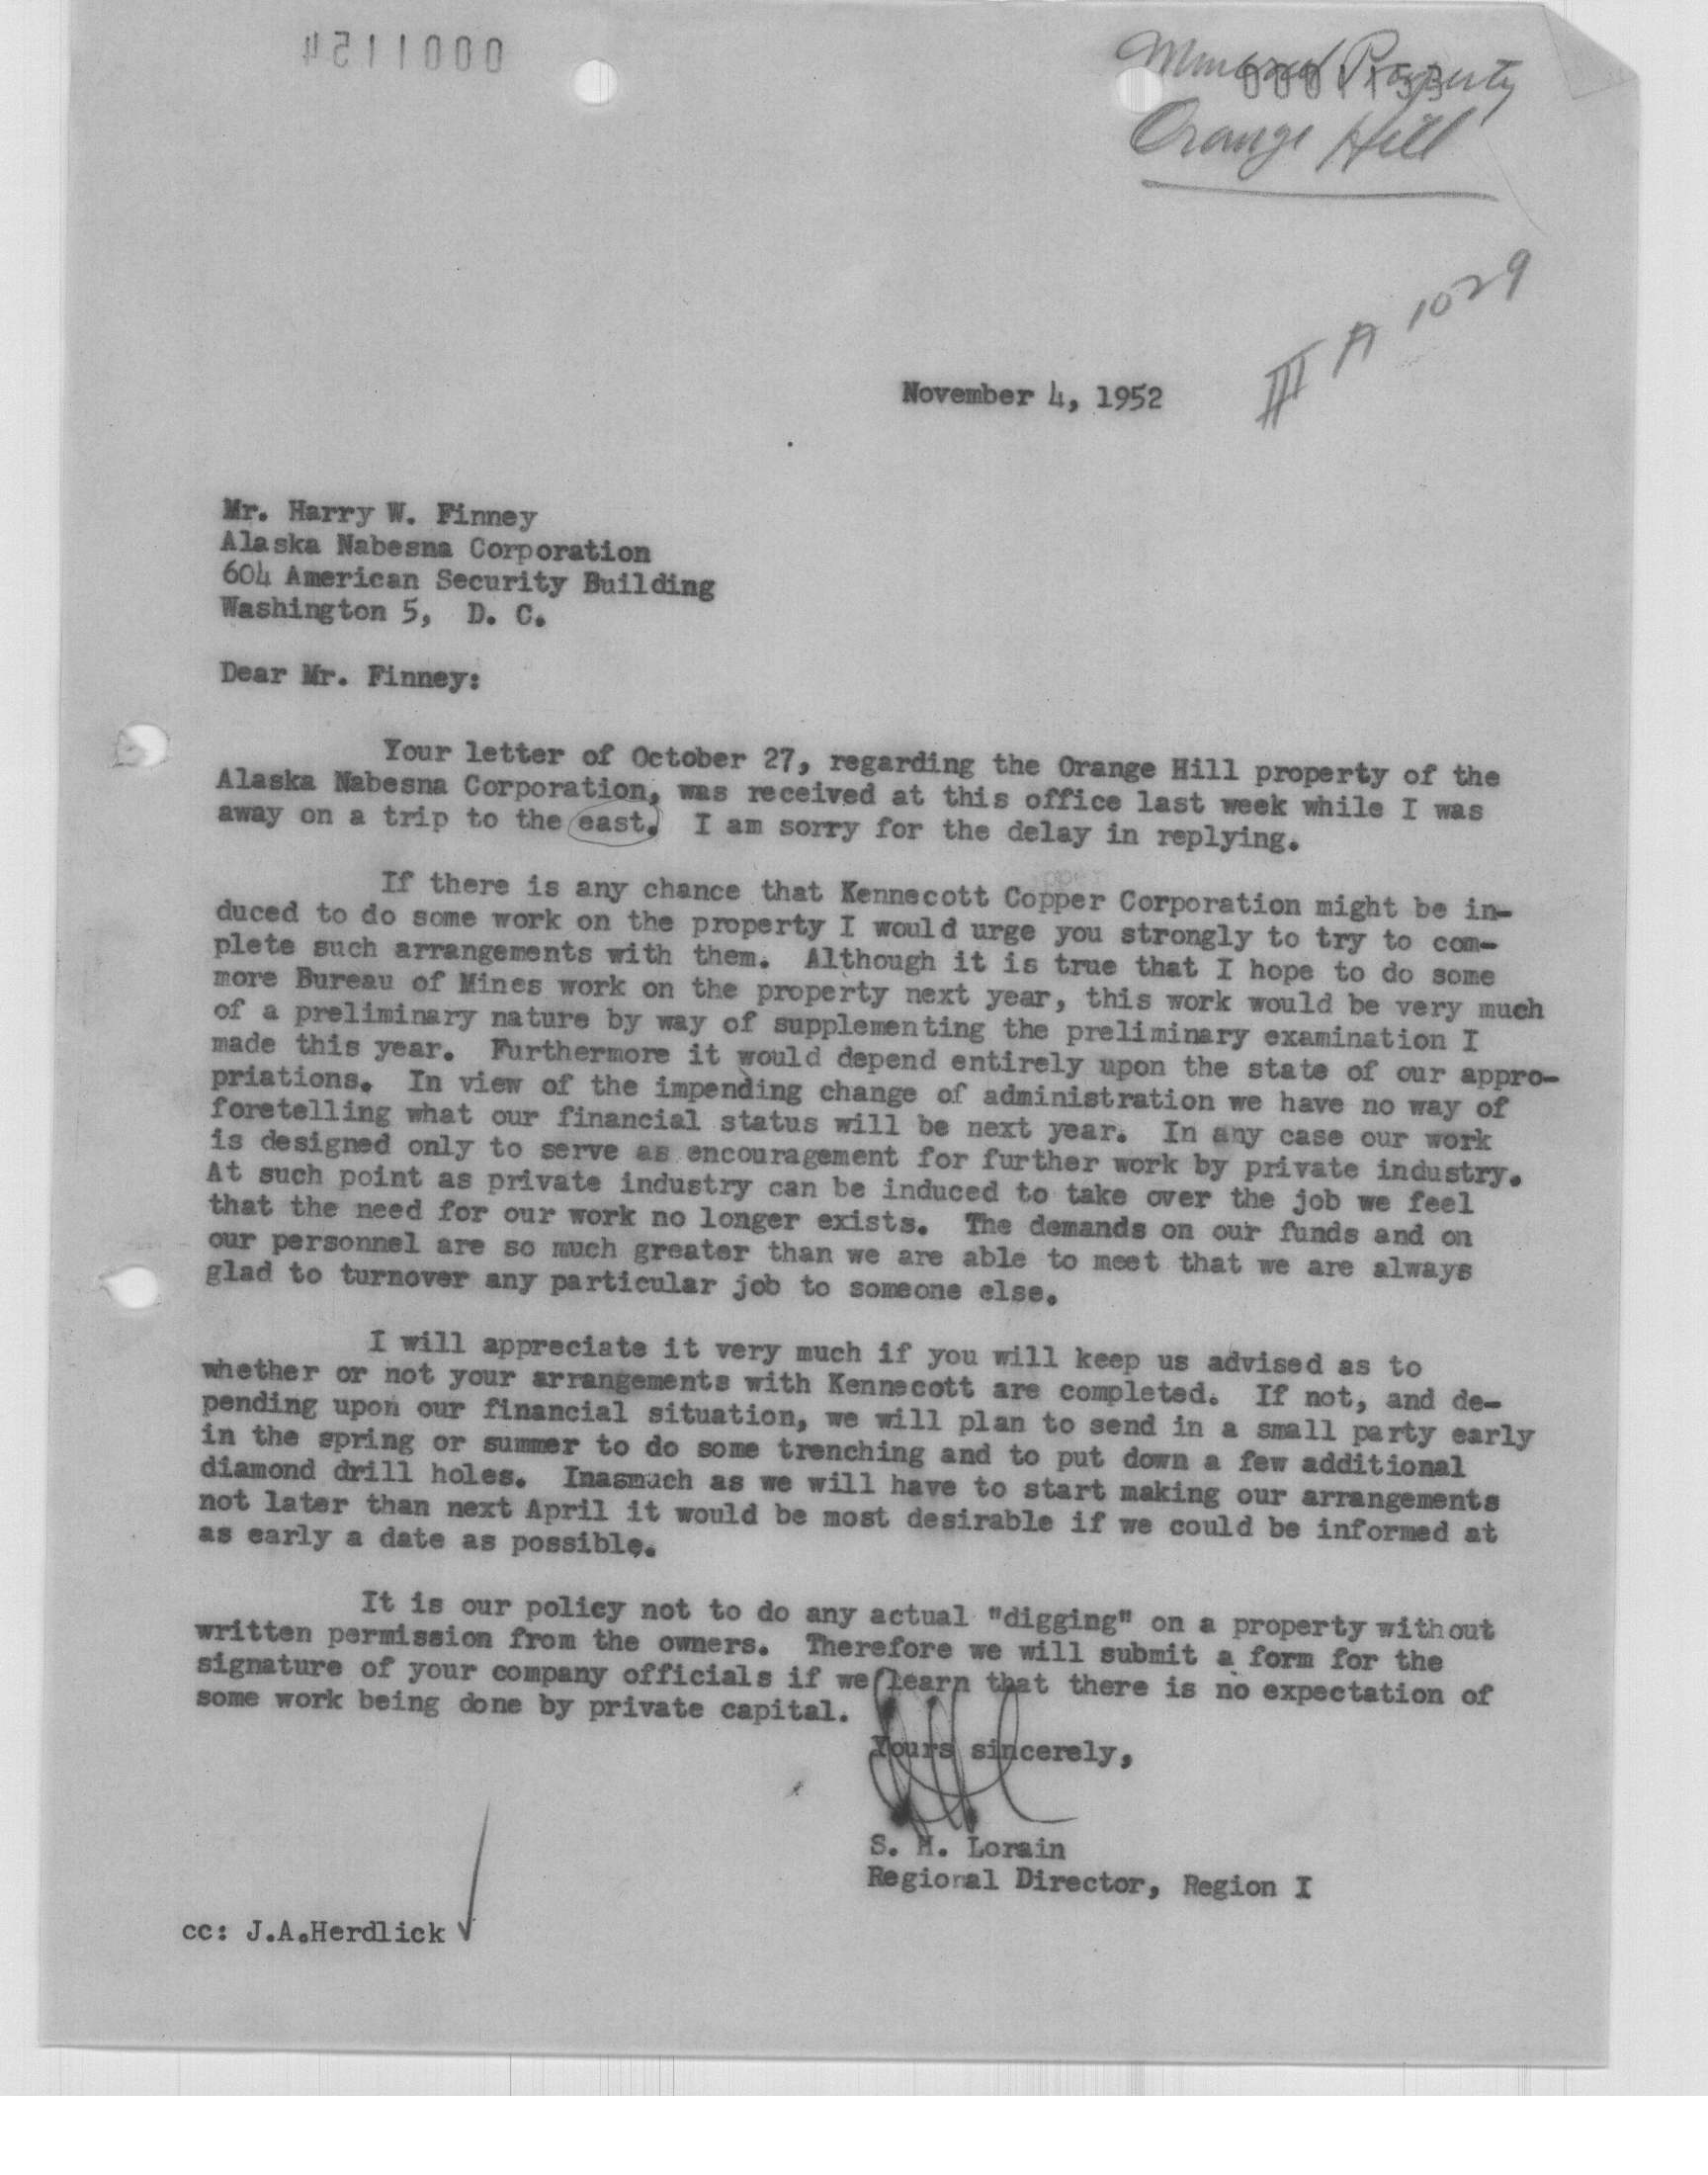 0001154
Mineral Property
0001153
Orange Hill
III A 1029
November 4, 1952
Mr. Harry W. Finney
Alaska Nabesna Corporation
604 American Security Building
Washington 5, D. C.
Dear Mr. Finney:
Your letter of October 27, regarding the Orange Hill property of the
Alaska Nabesna Corporation, was received at this office last week while I was
away on a trip to the east. I am sorry for the delay in replying.
If there is any chance that Kennecott Copper Corporation might be in-
duced to do some work on the property I would urge you strongly to try to com-
plete such arrangements with them. Although it is true that I hope to do some
more Bureau of Mines work on the property next year, this work would be very much
of a preliminary nature by way of supplementing the preliminary examination I
made this year. Furthermore it would depend entirely upon the state of our appro-
priations. In view of the impending change of administration we have no way of
foretelling what our financial status will be next year. In any case our work
is designed only to serve as encouragement for further work by private industry.
At such point as private industry can be induced to take over the job we feel
that the need for our work no longer exists. The demands on our funds and on
our personnel are so much greater than we are able to meet that we are always
glad to turnover any particular job to someone else.
I will appreciate it very much if you will keep us advised as to
whether or not your arrangements with Kennecott are completed. If not, and de-
pending upon our financial situation, we will plan to send in a small party early
in the spring or summer to do some trenching and to put down a few additional
diamond drill holes. Inasmuch as we will have to start making our arrangements
not later than next April it would be most desirable if we could be informed at
as early a date as possible.
It is our policy not to do any actual "digging" on a property without
written permission from the owners. Therefore we will submit a form for the
signature of your company officials if we learn that there is no expectation of
some work being done by private capital.
Yours sincerely,
S. H. Lorain
Regional Director, Region I
cc: J.A.Herdlick